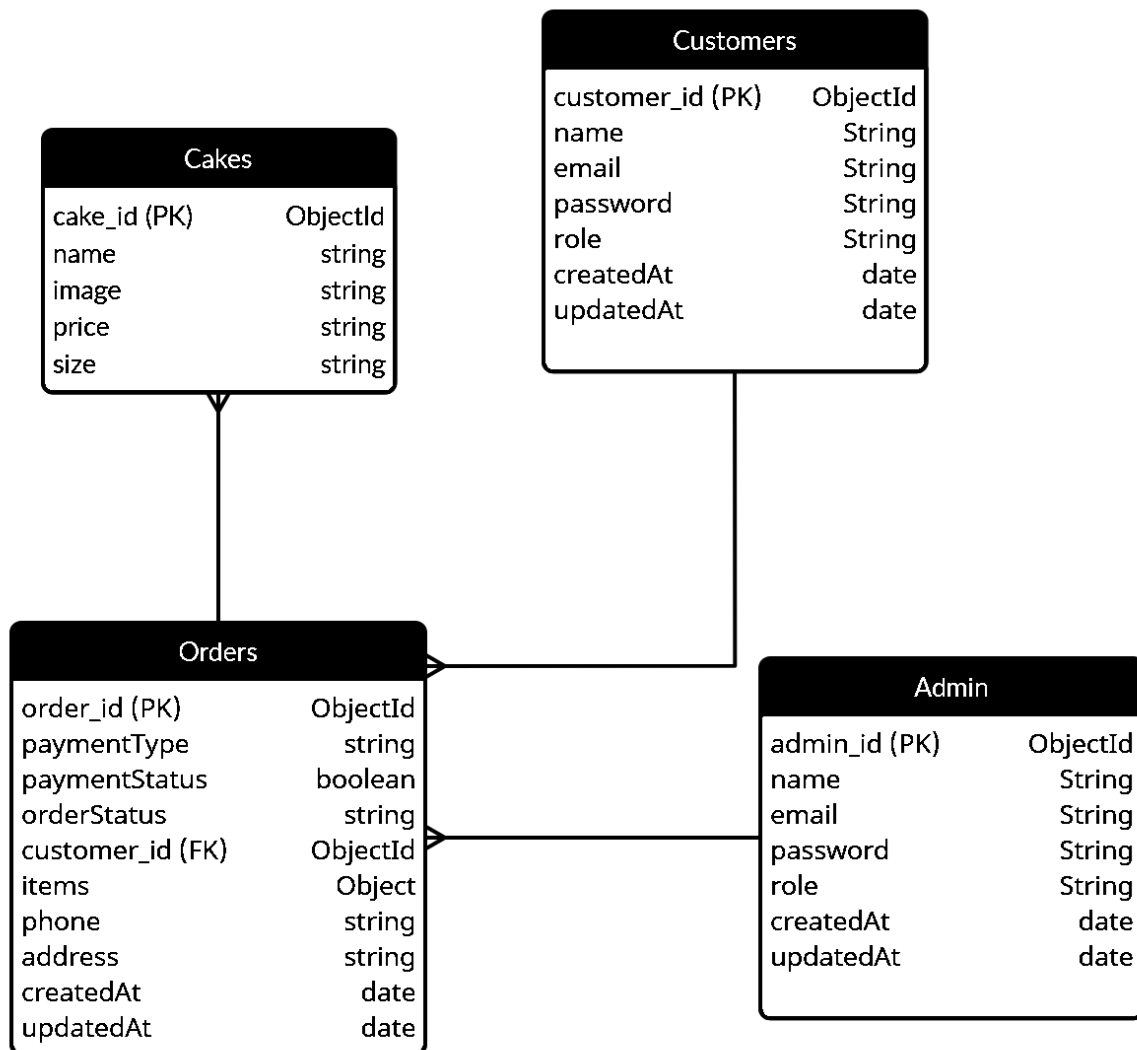 Customers
customer_id (PK) ObjectId
name String
email String
password String
role String
createdAt date
updatedAt date
Cakes
cake_id (PK) ObjectId
name string
image string
price string
size string
Orders
order_id (PK) ObjectId
paymentType string
paymentStatus boolean
orderStatus string
customer_id (FK) ObjectId
items Object
phone string
address string
createdAt date
updatedAt date
Admin
admin_id (PK) ObjectId
name String
email String
password String
role String
createdAt date
updatedAt date